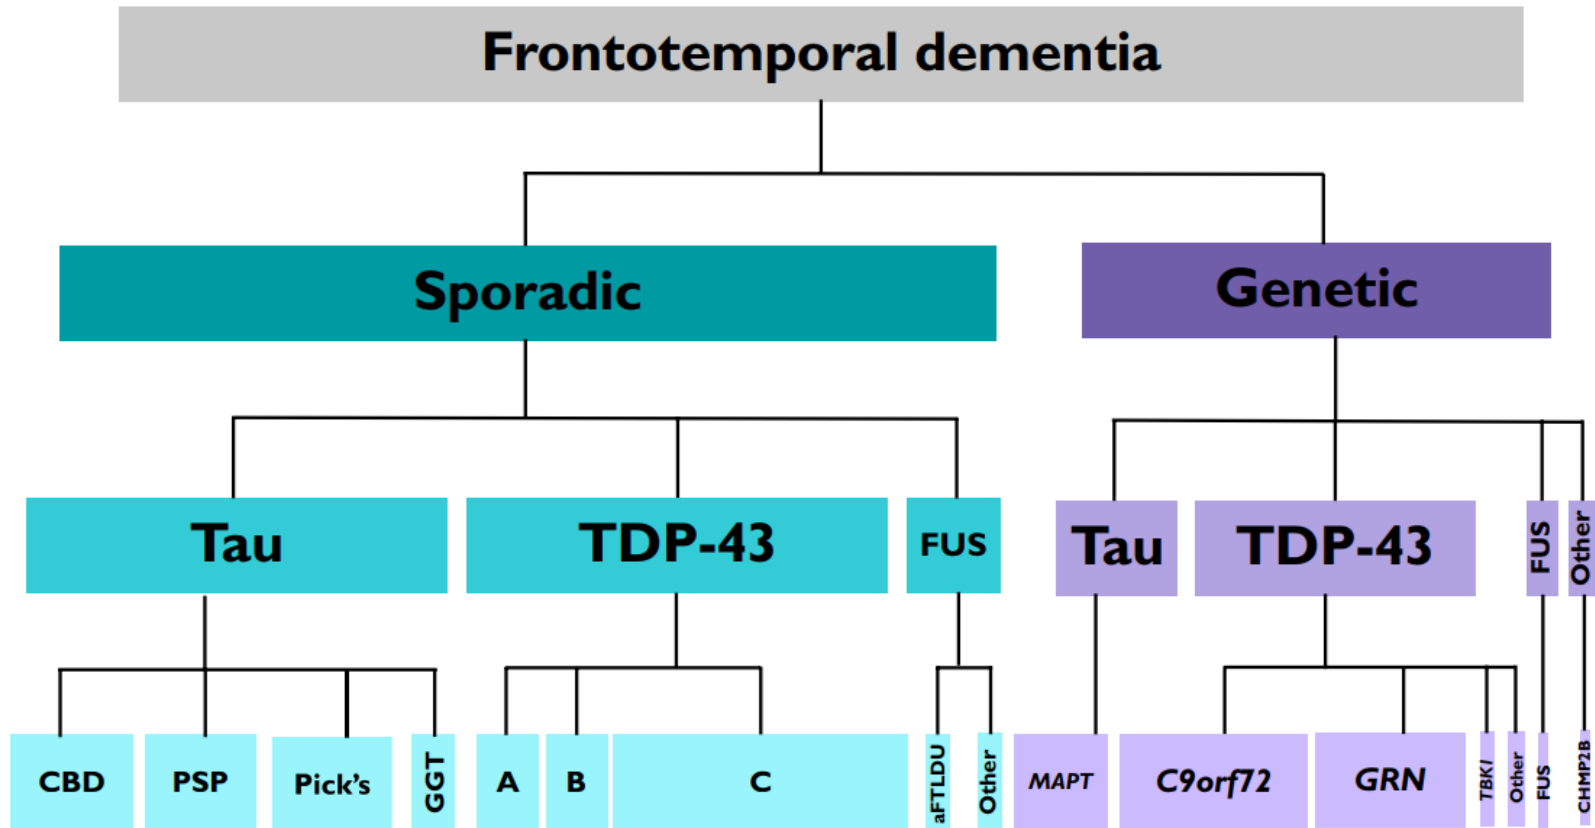 Frontotemporal dementia
Sporadic
Genetic
Tau
TDP-43
FUS
Tau
TDP-43
FUS
Other
CBD
PSP
Pick's
GGT
A
B
C
aFTLDU
Other
MAPT
C9orf72
GRN
TBK1
Other
FUS
CHMP2B